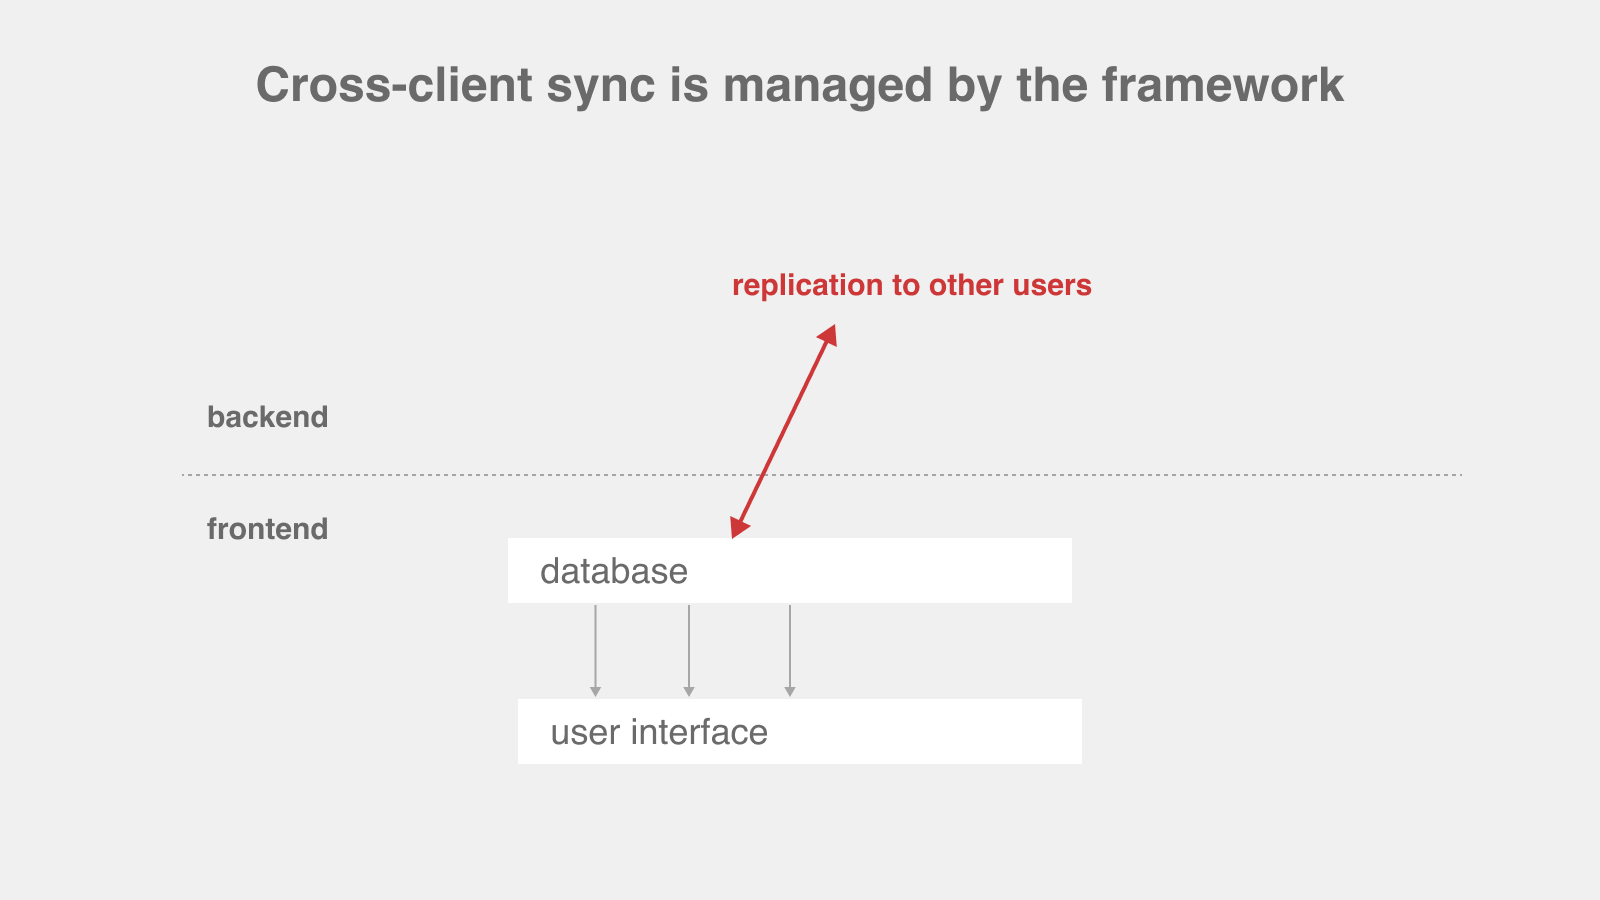 Cross-client sync is managed by the framework
replication to other users
backend
frontend
database
user interface